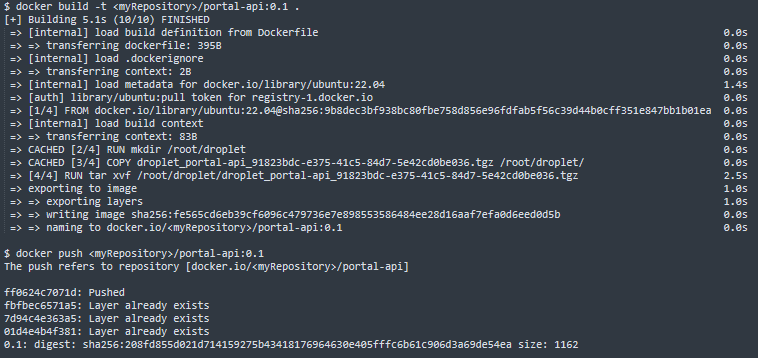 $ docker build -t <myRepository>/portal-api:0.1 .
[+] Building 5.1s (10/10) FINISHED
=> [internal] load build definition from Dockerfile 0.0s
=> => transferring dockerfile: 395B 0.0s
=> [internal] load .dockerignore 0.0s
=> => transferring context: 2B 0.0s
=> [internal] load metadata for docker.io/library/ubuntu:22.04 1.4s
=> [auth] library/ubuntu:pull token for registry-1.docker.io 0.0s
=> [1/4] FROM docker.io/library/ubuntu:22.04@sha256:9b8dec3bf938bc80fbe758d856e96fdfab5f56c39d44b0cff351e847bb1b01ea 0.0s
=> [internal] load build context 0.0s
=> => transferring context: 83B 0.0s
=> CACHED [2/4] RUN mkdir /root/droplet 0.0s
=> CACHED [3/4] COPY droplet_portal-api_91823bdc-e375-41c5-84d7-5e42cd0be036.tgz /root/droplet/ 0.0s
=> [4/4] RUN tar xvf /root/droplet/droplet_portal-api_91823bdc-e375-41c5-84d7-5e42cd0be036.tgz 2.5s
=> exporting to image 1.0s
=> => exporting layers 1.0s
=> => writing image sha256:fe565cd6eb39cf6096c479736e7e898553586484ee28d16aaf7efa0d6eed0d5b 0.0s
=> => naming to docker.io/<myRepository>/portal-api:0.1 0.0s
$ docker push <myRepository>/portal-api:0.1
The push refers to repository [docker.io/<myRepository>/portal-api]
ff0624c7071d: Pushed
fbfbec6571a5: Layer already exists
7d94c4e363a5: Layer already exists
01d4e4b4f381: Layer already exists
0.1: digest: sha256:208fd855d021d714159275b43418176964630e405fffc6b61c906d3a69de54ea size: 1162